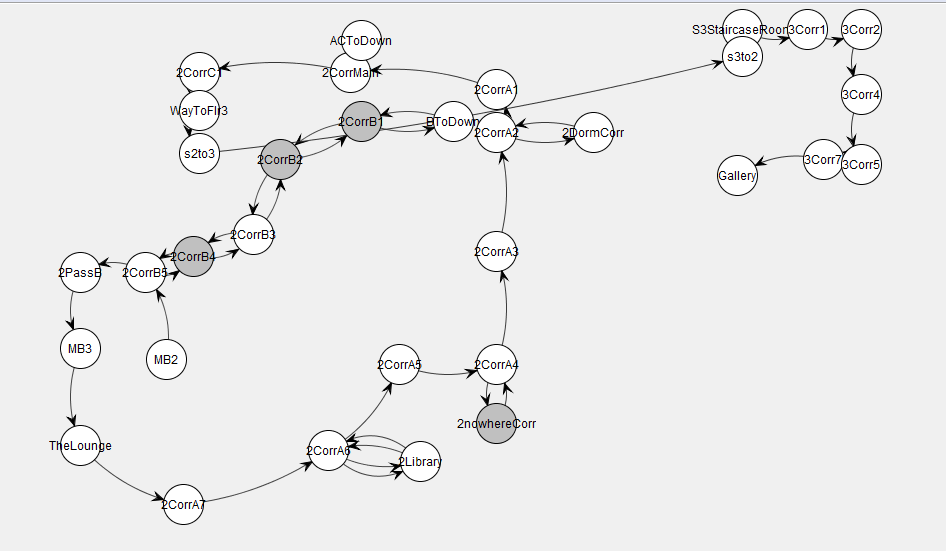 ACToDown
S3StaircaseRoom
3Corr1
3Corr2
s3to2
2CorrC1
2CorrMain
2CorrA1
3Corr4
WayToFlr3
2CorrB1
BToDown
2CorrA2
2DormCorr
s2to3
2CorrB2
3Corr7
3Corr5
Gallery
2CorrB3
2CorrA3
2CorrB4
2PassB
2CorrB5
MB3
MB2
2CorrA5
2CorrA4
2nowhereCorr
TheLounge
2CorrA6
2Library
2CorrA7